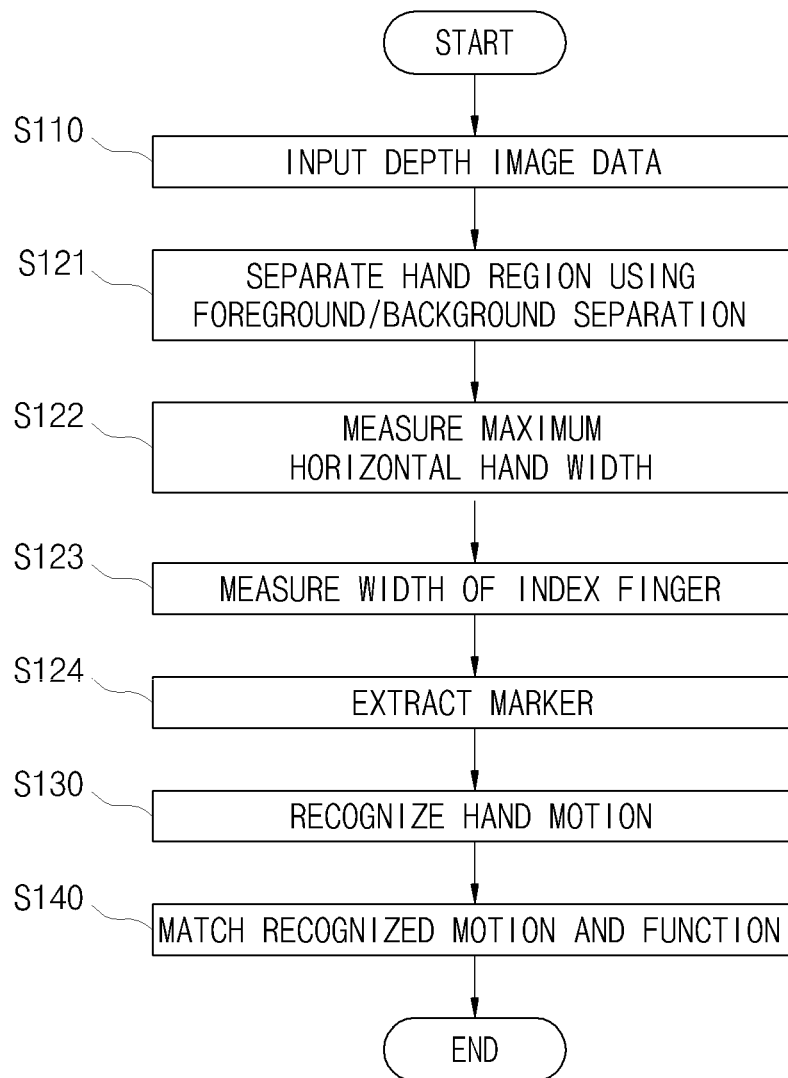 START
S110
INPUT DEPTH IMAGE DATA
S121
SEPARATE HAND REGION USING
FOREGROUND/BACKGROUND SEPARATION
S122
MEASURE MAXIMUM
HORIZONTAL HAND WIDTH
S123
MEASURE WIDTH OF INDEX FINGER
S124
EXTRACT MARKER
S130
RECOGNIZE HAND MOTION
S140
MATCH RECOGNIZED MOTION AND FUNCTION
END